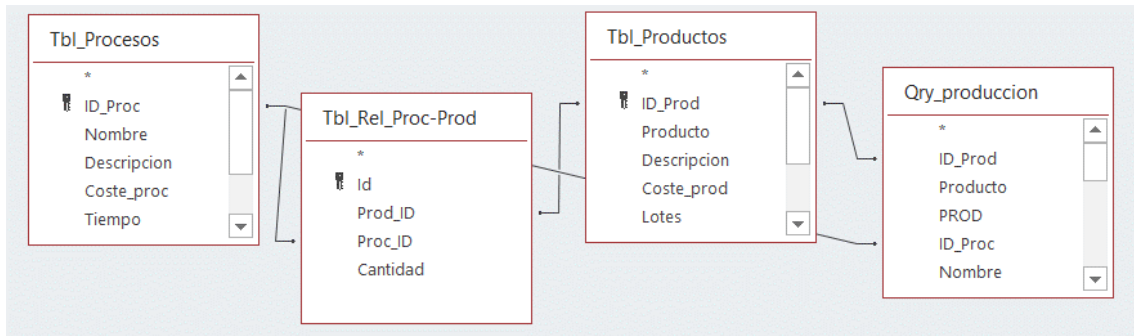 Tbl_Procesos
*
ID_Proc
Nombre
Descripcion
Coste_proc
Tiempo
Tbl_Rel_Proc-Prod
*
Id
Prod_ID
Proc_ID
Cantidad
Tbl_Productos
*
ID_Prod
Producto
Descripcion
Coste_prod
Lotes
Qry_produccion
*
ID_Prod
Producto
PROD
ID_Proc
Nombre